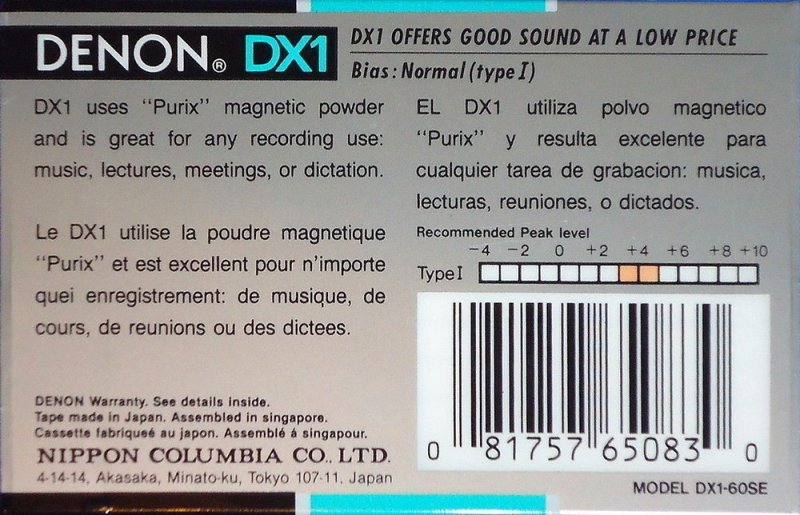 DENON® DX1
DX1 OFFERS GOOD SOUND AT A LOW PRICE
Bias: Normal (type I)
DX1 uses "Purix" magnetic powder
and is great for any recording use:
music, lectures, meetings, or dictation.
Le DX1 utilise la poudre magnetique
"Purix" et est excellent pour n'importe
quei enregistrement: de musique, de
cours, de reunions ou des dictees.
EL DX1 utiliza polvo magnetico
"Purix" y resulta excelente para
cualquier tarea de grabacion: musica,
lecturas, reuniones, o dictados.
Recommended Peak level
-4 -2 0 +2 +4 +6 +8 +10
Type I
DENON Warranty. See details inside.
Tape made in Japan. Assembled in singapore.
Cassette fabriqueé au japon. Assemblé á singapour.
NIPPON COLUMBIA CO., LTD.
4-14-14, Akasaka, Minato-ku, Tokyo 107-11, Japan
0 81757 65083 0
MODEL DX1-60SE